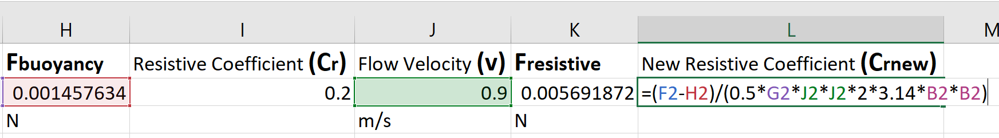 H I J K L M
Fbuoyancy Resistive Coefficient (Cr) Flow Velocity (v) Fresistive New Resistive Coefficient (Crnew)
0.001457634 0.2 0.9 0.005691872 =(F2-H2)/(0.5*G2*J2*J2*2*3.14*B2*B2)
N m/s N